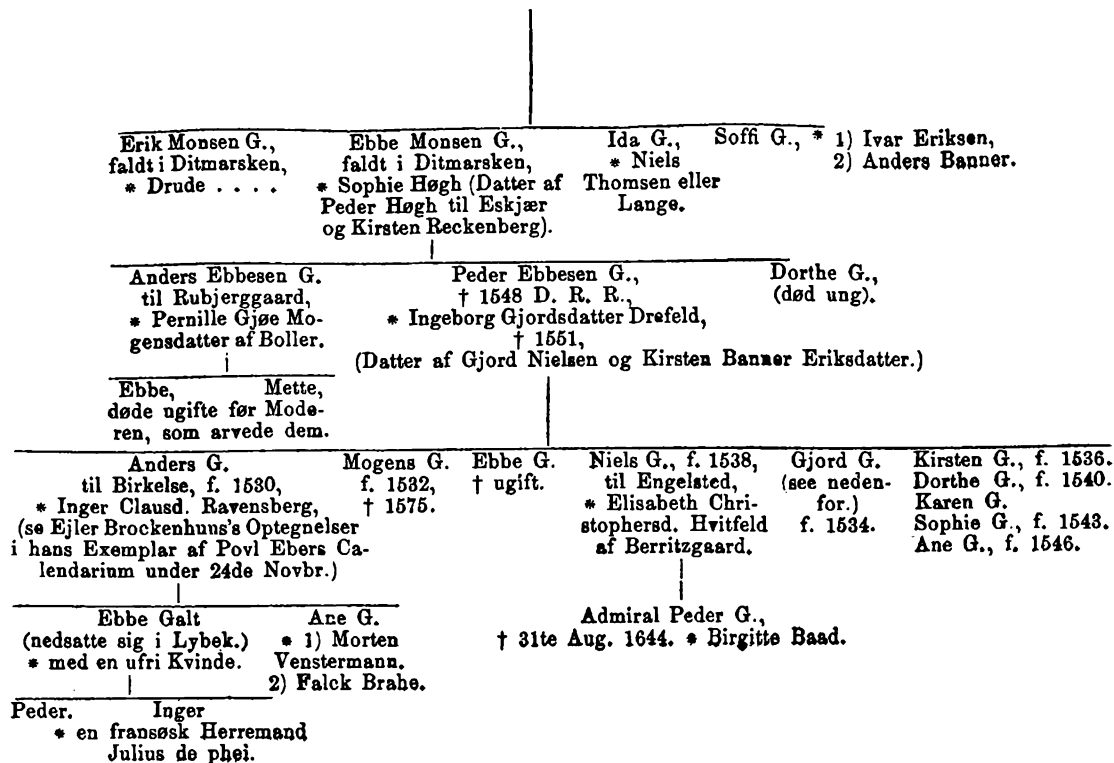 Erik Monsen G.,
faldt i Ditmarsken,
* Drude . . . .
Ebbe Monsen G.,
faldt i Ditmarsken,
* Sophie Høgh (Datter af
Peder Høgh til Eskjær
og Kirsten Reckenberg).
Ida G.,
* Niels
Thomsen eller
Lange.
Soffi G., * 1) Ivar Eriksen,
2) Anders Banner.
Anders Ebbesen G.
til Rubjerggaard,
* Pernille Gjøe Mo-
gensdatter af Boller.
Peder Ebbesen G.,
† 1548 D. R. R.,
* Ingeborg Gjordsdatter Drefeld,
† 1551,
(Datter af Gjord Nielsen og Kirsten Banner Eriksdatter.)
Dorthe G.,
(død ung).
Ebbe, Mette,
døde ugifte før Mode-
ren, som arvede dem.
Anders G.
til Birkelse, f. 1530,
* Inger Clausd. Ravensberg,
(se Ejler Brockenhuus's Optegnelser
i hans Exemplar af Povl Ebers Ca-
lendarium under 24de Novbr.)
Mogens G.
f. 1532,
† 1575.
Ebbe G.
† ugift.
Niels G., f. 1538,
til Engelsted,
* Elisabeth Chri-
stophersd. Hvitfeld
af Berritzgaard.
Gjord G.
(see neden-
for.)
f. 1534.
Kirsten G., f. 1536.
Dorthe G., f. 1540.
Karen G.
Sophie G., f. 1543.
Ane G., f. 1546.
Ebbe Galt
(nedsatte sig i Lybek.)
* med en ufri Kvinde.
Ane G.
* 1) Morten
Venstermann.
2) Falck Brahe.
Admiral Peder G.,
† 31te Aug. 1644. * Birgitte Baad.
Peder. Inger
* en fransøsk Herremand
Julius de phei.